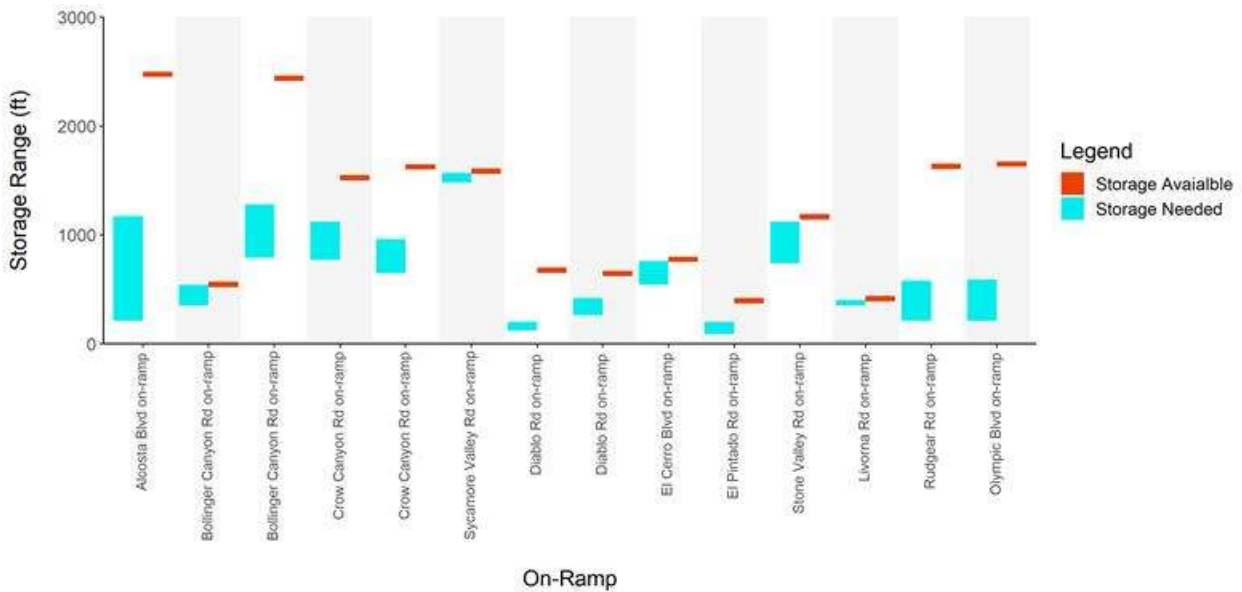 3000
2000
1000
0
Storage Range (ft)
Alcosta Blvd on-ramp
Bollinger Canyon Rd on-ramp
Bollinger Canyon Rd on-ramp
Crow Canyon Rd on-ramp
Crow Canyon Rd on-ramp
Sycamore Valley Rd on-ramp
Diablo Rd on-ramp
Diablo Rd on-ramp
El Cerro Blvd on-ramp
El Pintado Rd on-ramp
Stone Valley Rd on-ramp
Livorna Rd on-ramp
Rudgear Rd on-ramp
Olympic Blvd on-ramp
On-Ramp
Legend
Storage Avaialble
Storage Needed